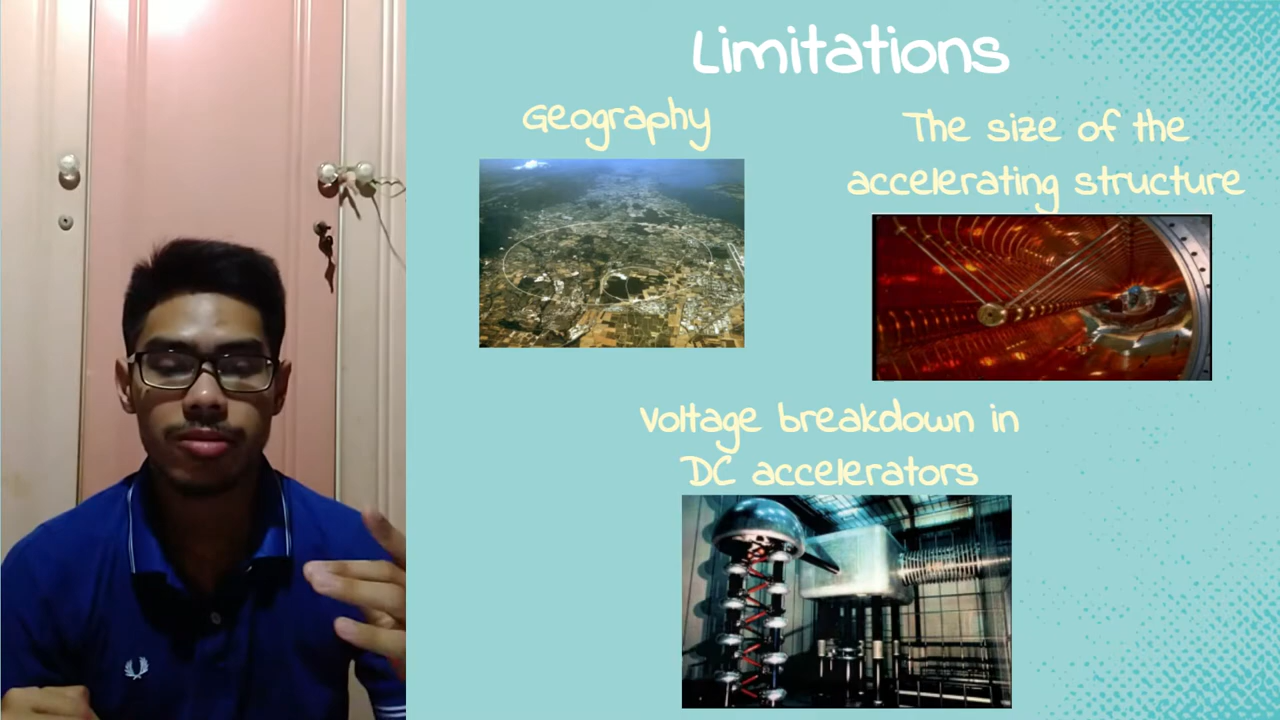 Limitations
Geography
The size of the
accelerating structure
Voltage breakdown in
DC accelerators